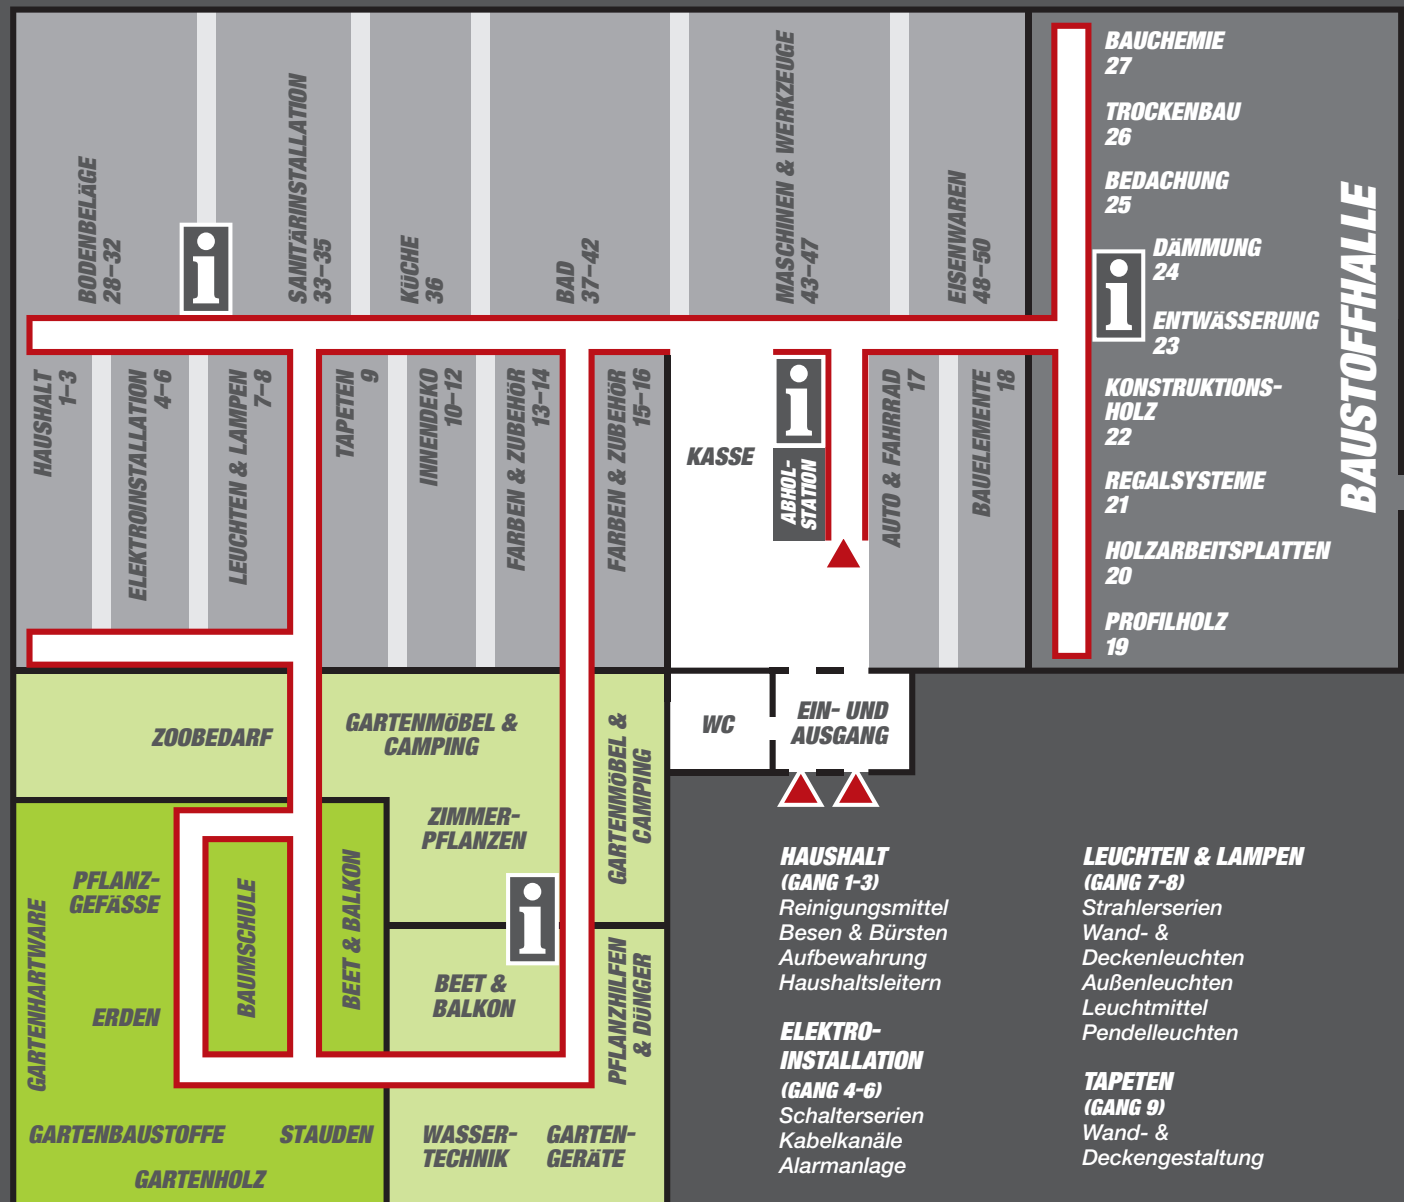 BODENBELÄGE
28–32
i
SANITÄRINSTALLATION
33–35
KÜCHE
36
BAD
37–42
MASCHINEN & WERKZEUGE
43–47
EISENWAREN
48–50
BAUCHEMIE
27
TROCKENBAU
26
BEDACHUNG
25
i
DÄMMUNG
24
ENTWÄSSERUNG
23
KONSTRUKTIONS-
HOLZ
22
REGALSYSTEME
21
HOLZARBEITSPLATTEN
20
PROFILHOLZ
19
BAUSTOFFHALLE
HAUSHALT
1–3
ELEKTROINSTALLATION
4–6
LEUCHTEN & LAMPEN
7–8
TAPETEN
9
INNENDEKO
10–12
FARBEN & ZUBEHÖR
13–14
FARBEN & ZUBEHÖR
15–16
KASSE
i
ABHOL-
STATION
AUTO & FAHRRAD
17
BAUELEMENTE
18
ZOOBEDARF
GARTENMÖBEL &
CAMPING
GARTENMÖBEL &
CAMPING
WC
EIN- UND
AUSGANG
ZIMMER-
PFLANZEN
PFLANZ-
GEFÄSSE
GARTENHARTWARE
ERDEN
BAUMSCHULE
BEET & BALKON
i
BEET &
BALKON
PFLANZHILFEN
& DÜNGER
GARTENBAUSTOFFE
STAUDEN
GARTENHOLZ
WASSER-
TECHNIK
GARTEN-
GERÄTE
HAUSHALT
(GANG 1-3)
Reinigungsmittel
Besen & Bürsten
Aufbewahrung
Haushaltsleitern
ELEKTRO-
INSTALLATION
(GANG 4-6)
Schalterserien
Kabelkanäle
Alarmanlage
LEUCHTEN & LAMPEN
(GANG 7-8)
Strahlerserien
Wand- &
Deckenleuchten
Außenleuchten
Leuchtmittel
Pendelleuchten
TAPETEN
(GANG 9)
Wand- &
Deckengestaltung